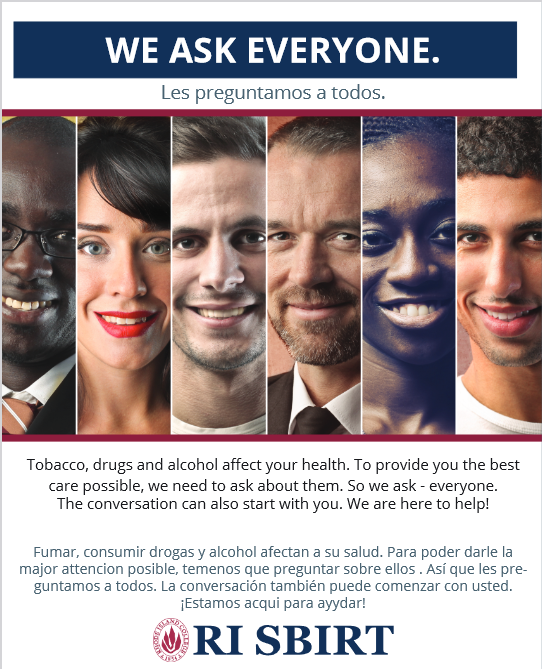 WE ASK EVERYONE.
Les preguntamos a todos.
Tobacco, drugs and alcohol affect your health. To provide you the best
care possible, we need to ask about them. So we ask - everyone.
The conversation can also start with you. We are here to help!
Fumar, consumir drogas y alcohol afectan a su salud. Para poder darle la
major attencion posible, temenos que preguntar sobre ellos . Así que les pre-
guntamos a todos. La conversación también puede comenzar con usted.
¡Estamos acqui para ayydar!
RI SBIRT